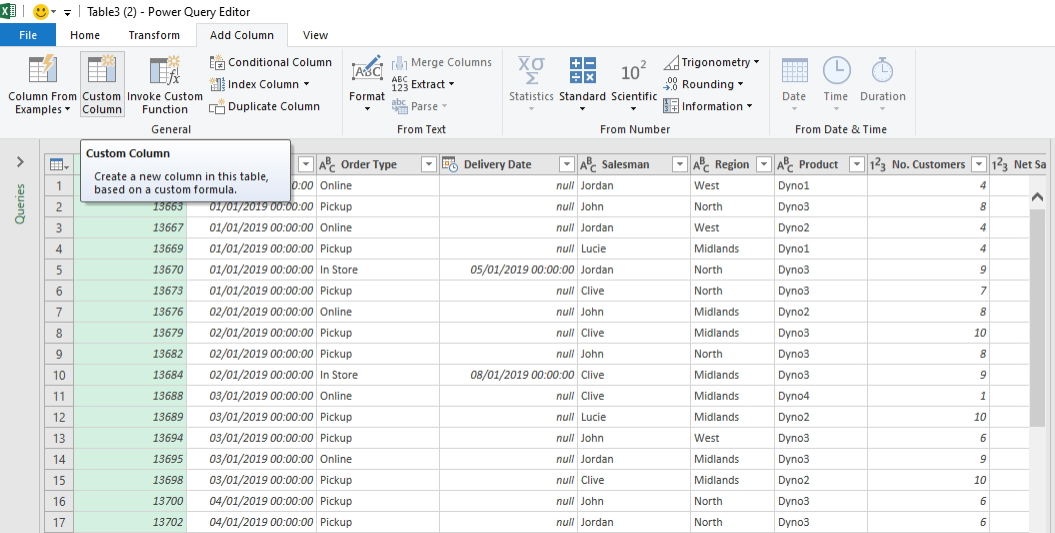 Table3 (2) - Power Query Editor
File Home Transform Add Column View
Column From Examples Custom Column Invoke Custom Function
Conditional Column
Index Column
Duplicate Column
General
Format
ABC
Merge Columns
ABC 123 Extract
abc Parse
From Text
Χσ Σ Statistics Standard 10² Scientific
Trigonometry
.00 Rounding
Information
From Number
Date Time Duration
From Date & Time
Queries
Custom Column
Create a new column in this table,
based on a custom formula.
ABC Order Type Delivery Date ABC Salesman ABC Region ABC Product 123 No. Customers 123 Net Sa
1 0:00 Online null Jordan West Dyno1 4
2 13663 01/01/2019 00:00:00 Pickup null John North Dyno3 8
3 13667 01/01/2019 00:00:00 Online null Jordan West Dyno2 4
4 13669 01/01/2019 00:00:00 Pickup null Lucie Midlands Dyno1 4
5 13670 01/01/2019 00:00:00 In Store 05/01/2019 00:00:00 Jordan North Dyno3 9
6 13673 01/01/2019 00:00:00 Pickup null Clive North Dyno3 7
7 13676 02/01/2019 00:00:00 Online null John Midlands Dyno2 8
8 13679 02/01/2019 00:00:00 Pickup null Clive Midlands Dyno3 10
9 13682 02/01/2019 00:00:00 Pickup null John North Dyno3 8
10 13684 02/01/2019 00:00:00 In Store 08/01/2019 00:00:00 Clive Midlands Dyno3 9
11 13688 03/01/2019 00:00:00 Online null Clive Midlands Dyno4 1
12 13689 03/01/2019 00:00:00 Pickup null Lucie Midlands Dyno2 10
13 13694 03/01/2019 00:00:00 Pickup null John West Dyno3 6
14 13695 03/01/2019 00:00:00 Online null Jordan Midlands Dyno3 9
15 13698 03/01/2019 00:00:00 Pickup null Clive Midlands Dyno2 10
16 13700 04/01/2019 00:00:00 Pickup null John North Dyno3 6
17 13702 04/01/2019 00:00:00 Pickup null Jordan North Dyno3 6